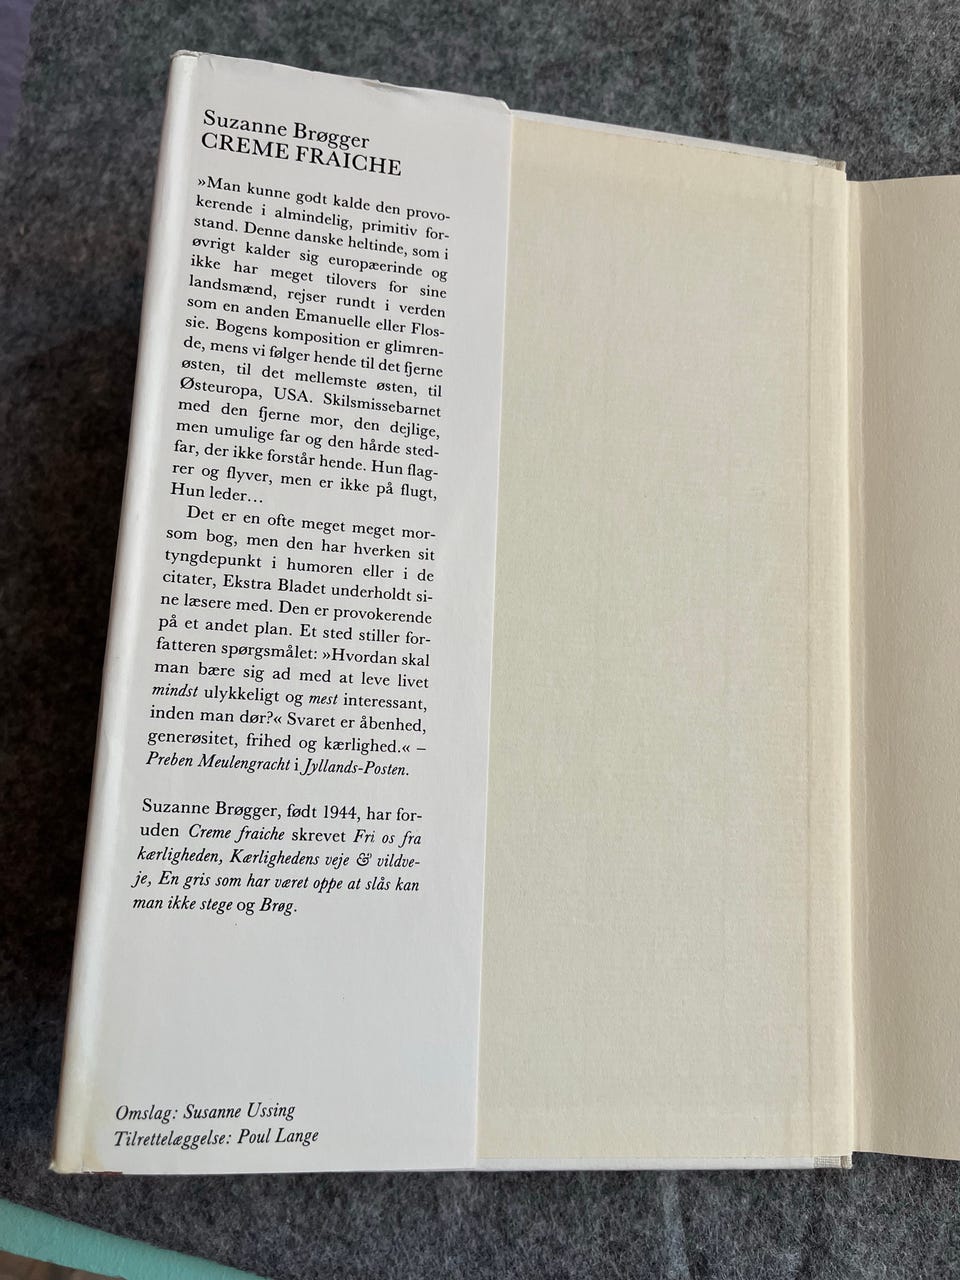 Suzanne Brøgger
CREME FRAICHE
»Man kunne godt kalde den provo-
kerende i almindelig, primitiv for-
stand. Denne danske heltinde, som i
øvrigt kalder sig europæerinde og
ikke har meget tilovers for sine
landsmænd, rejser rundt i verden
som en anden Emanuelle eller Flos-
sie. Bogens komposition er glimren-
de, mens vi følger hende til det fjerne
østen, til det mellemste østen, til
Østeuropa, USA. Skilsmissebarnet
med den fjerne mor, den dejlige,
men umulige far og den hårde sted-
far, der ikke forstår hende. Hun flag-
rer og flyver, men er ikke på flugt,
Hun leder...
Det er en ofte meget meget mor-
som bog, men den har hverken sit
tyngdepunkt i humoren eller i de
citater, Ekstra Bladet underholdt si-
ne læsere med. Den er provokerende
på et andet plan. Et sted stiller for-
fatteren spørgsmålet: »Hvordan skal
man bære sig ad med at leve livet
mindst ulykkeligt og mest interessant,
inden man dør?« Svaret er åbenhed,
generøsitet, frihed og kærlighed.« –
Preben Meulengracht i Jyllands-Posten.
Suzanne Brøgger, født 1944, har for-
uden Creme fraiche skrevet Fri os fra
kærligheden, Kærlighedens veje & vildve-
je, En gris som har været oppe at slås kan
man ikke stege og Brøg.
Omslag: Susanne Ussing
Tilrettelæggelse: Poul Lange